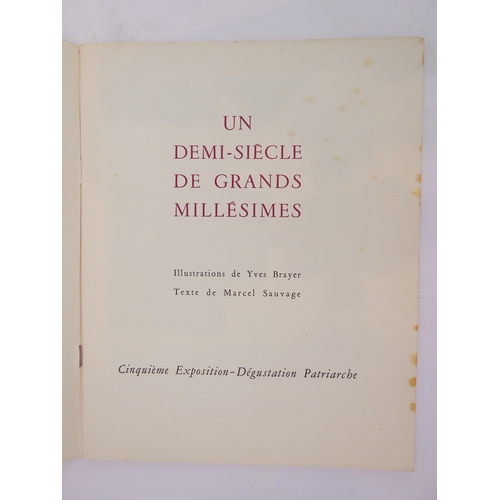 UN
DEMI-SIÈCLE
DE GRANDS
MILLÉSIMES
Illustrations de Yves Brayer
Texte de Marcel Sauvage
Cinquième Exposition-Dégustation Patriarche